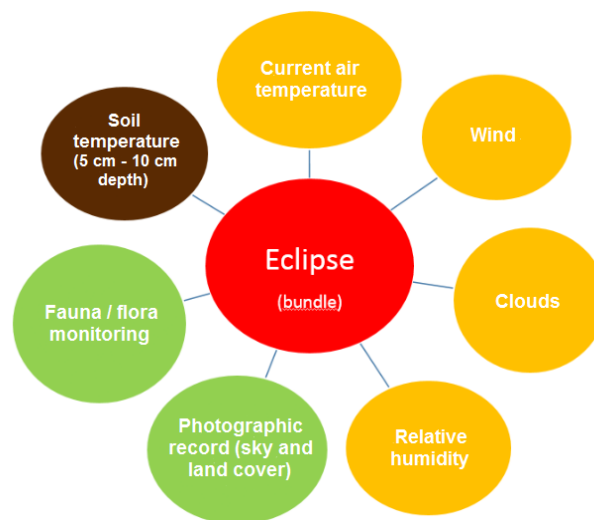 Current air
temperature
Wind
Clouds
Relative
humidity
Photographic
record (sky and
land cover)
Fauna / flora
monitoring
Soil
temperature
(5 cm - 10 cm
depth)
Eclipse
(bundle)